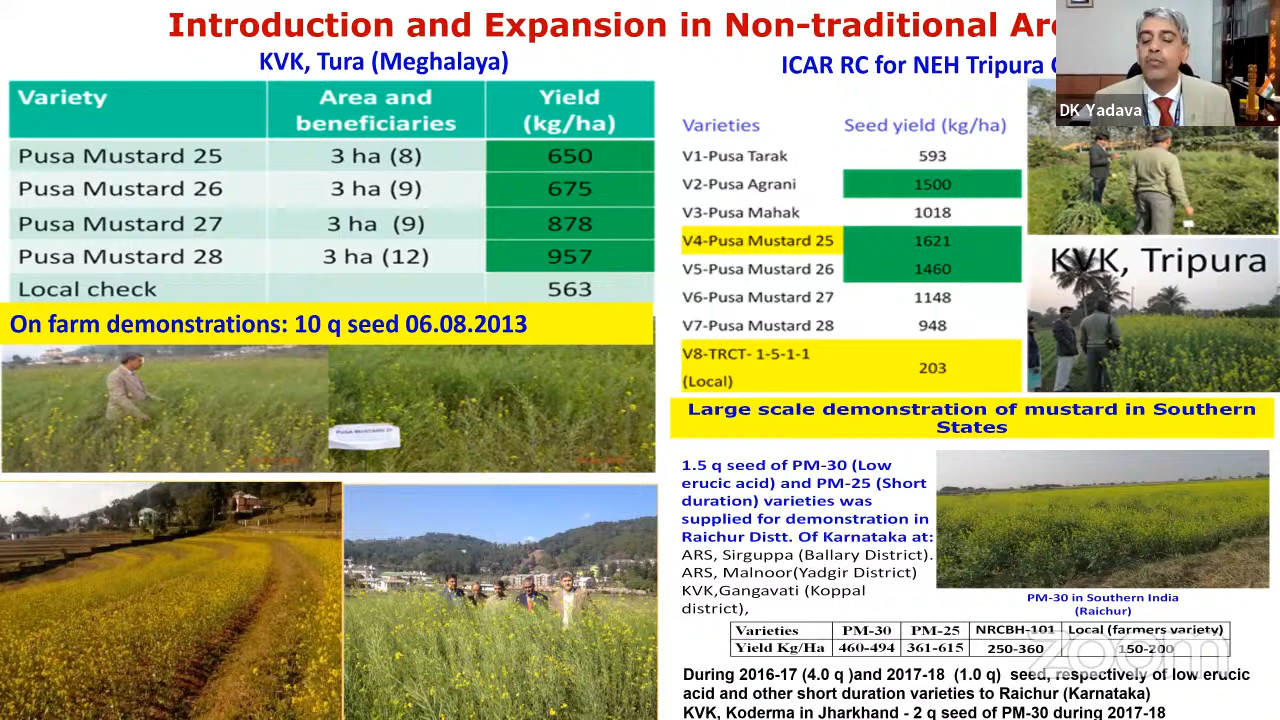 Introduction and Expansion in Non-traditional
KVK, Tura (Meghalaya)
Variety Area and beneficiaries Yield (kg/ha)
Pusa Mustard 25 3 ha (8) 650
Pusa Mustard 26 3 ha (9) 675
Pusa Mustard 27 3 ha (9) 878
Pusa Mustard 28 3 ha (12) 957
Local check 563
On farm demonstrations: 10 q seed 06.08.2013
PUSA MUSTARD
ICAR RC for NEH Tripura
DK Yadava
Varieties Seed yield (kg/ha)
V1-Pusa Tarak 593
V2-Pusa Agrani 1500
V3-Pusa Mahak 1018
V4-Pusa Mustard 25 1621
V5-Pusa Mustard 26 1460
V6-Pusa Mustard 27 1148
V7-Pusa Mustard 28 948
V8-TRCT- 1-5-1-1
(Local) 203
KVK, Tripura
Large scale demonstration of mustard in Southern
States
1.5 q seed of PM-30 (Low
erucic acid) and PM-25 (Short
duration) varieties was
supplied for demonstration in
Raichur Distt. Of Karnataka at:
ARS, Sirguppa (Ballary District).
ARS, Malnoor(Yadgir District)
KVK,Gangavati (Koppal
district),
PM-30 in Southern India
(Raichur)
Varieties PM-30 PM-25 NRCBH-101 Local (farmers variety)
Yield Kg/Ha 460-494 361-615 250-360 150-200
zoom
During 2016-17 (4.0 q )and 2017-18 (1.0 q) seed, respectively of low erucic
acid and other short duration varieties to Raichur (Karnataka)
KVK, Koderma in Jharkhand - 2 q seed of PM-30 during 2017-18